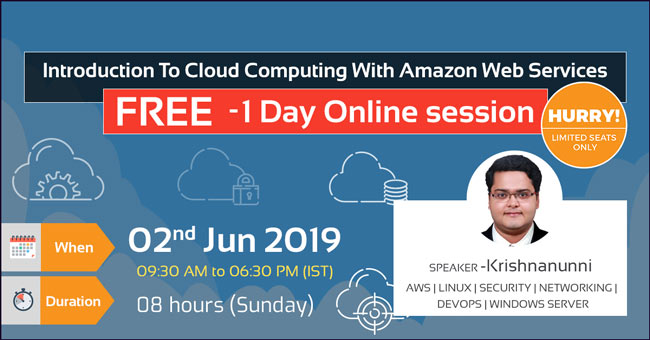 Introduction To Cloud Computing With Amazon Web Services
FREE -1 Day Online session
HURRY!
LIMITED SEATS
ONLY
When
02nd Jun 2019
09:30 AM to 06:30 PM (IST)
Duration
08 hours (Sunday)
SPEAKER -Krishnanunni
AWS | LINUX | SECURITY | NETWORKING |
DEVOPS | WINDOWS SERVER